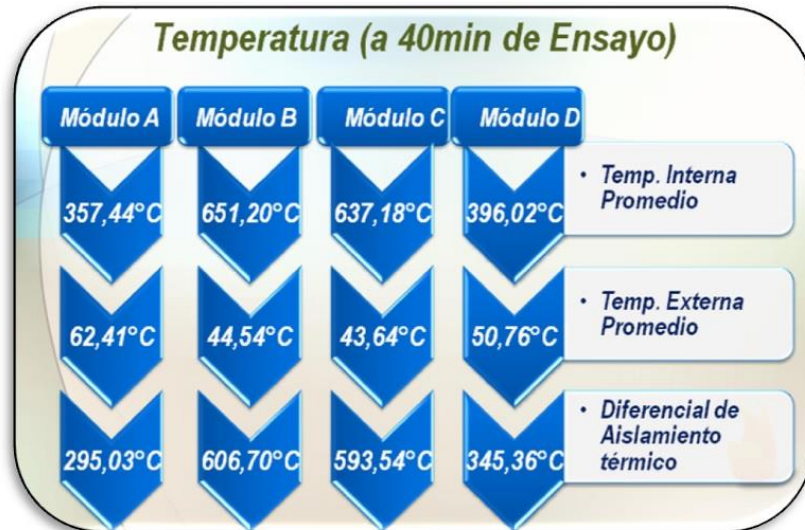 Temperatura (a 40min de Ensayo)
Módulo A Módulo B Módulo C Módulo D
357,44°C 651,20°C 637,18°C 396,02°C
• Temp. Interna
Promedio
62,41°C 44,54°C 43,64°C 50,76°C
• Temp. Externa
Promedio
295,03°C 606,70°C 593,54°C 345,36°C
• Diferencial de
Aislamiento
térmico